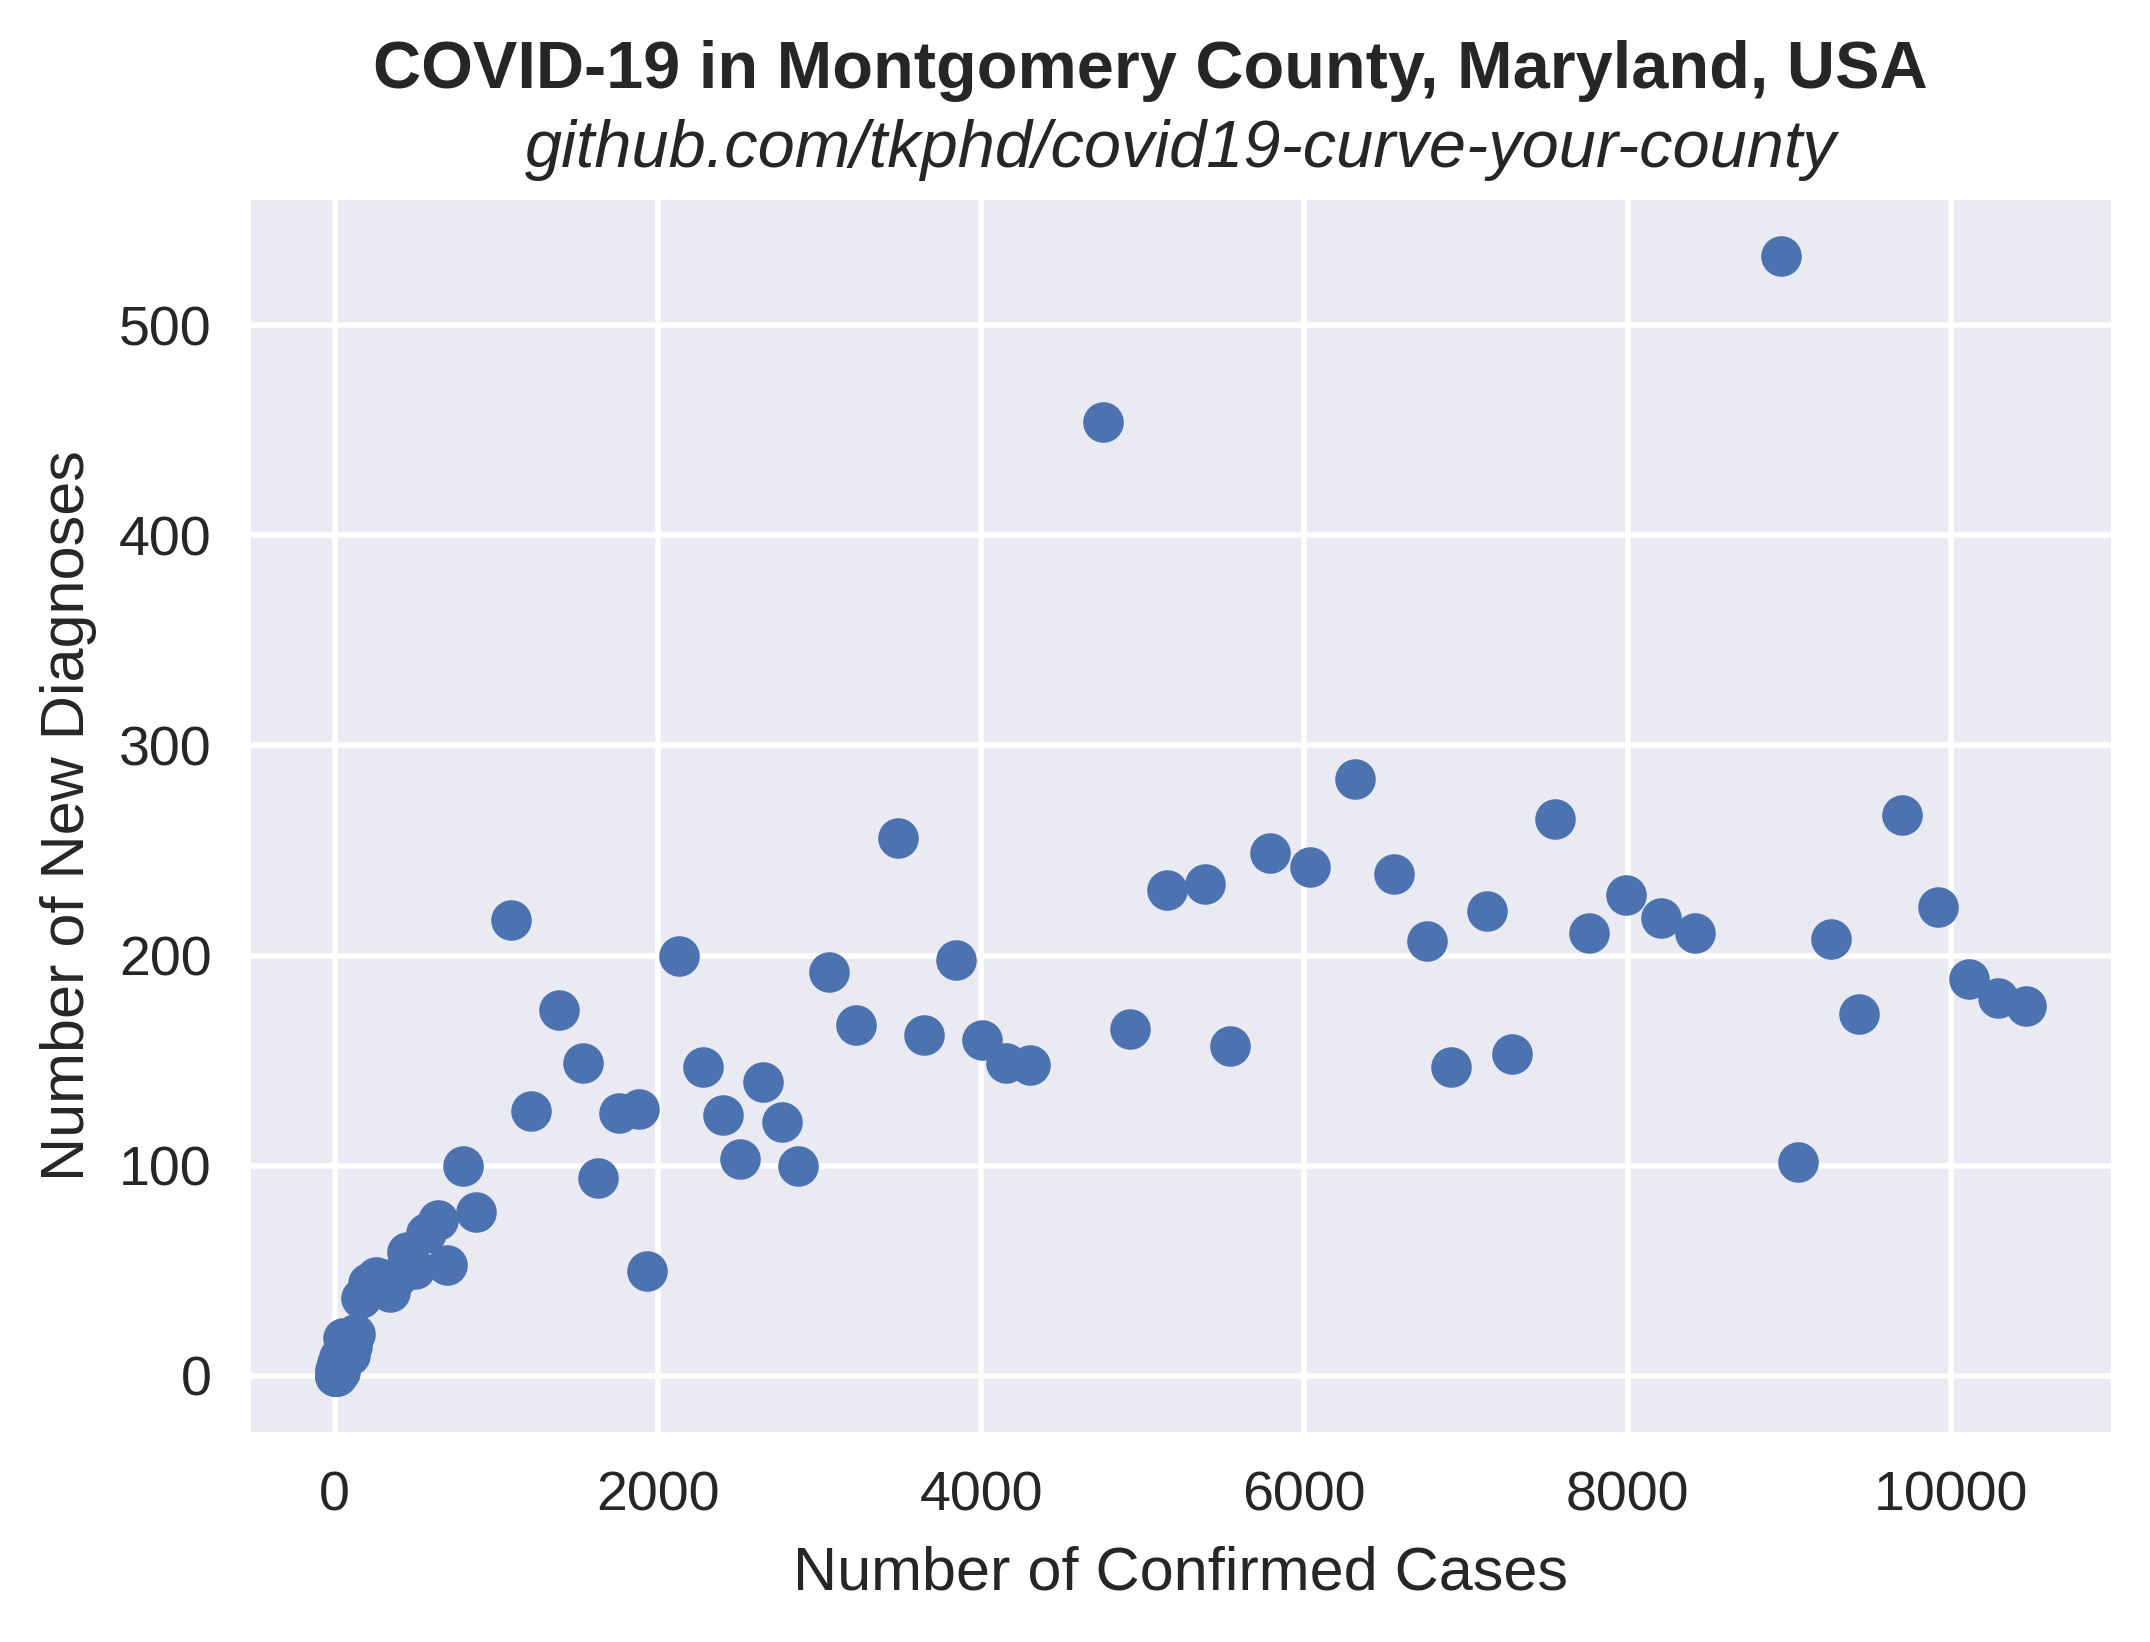 COVID-19 in Montgomery County, Maryland, USA
github.com/tkphd/covid19-curve-your-county
Number of New Diagnoses
500
400
300
200
100
0
0 2000 4000 6000 8000 10000
Number of Confirmed Cases